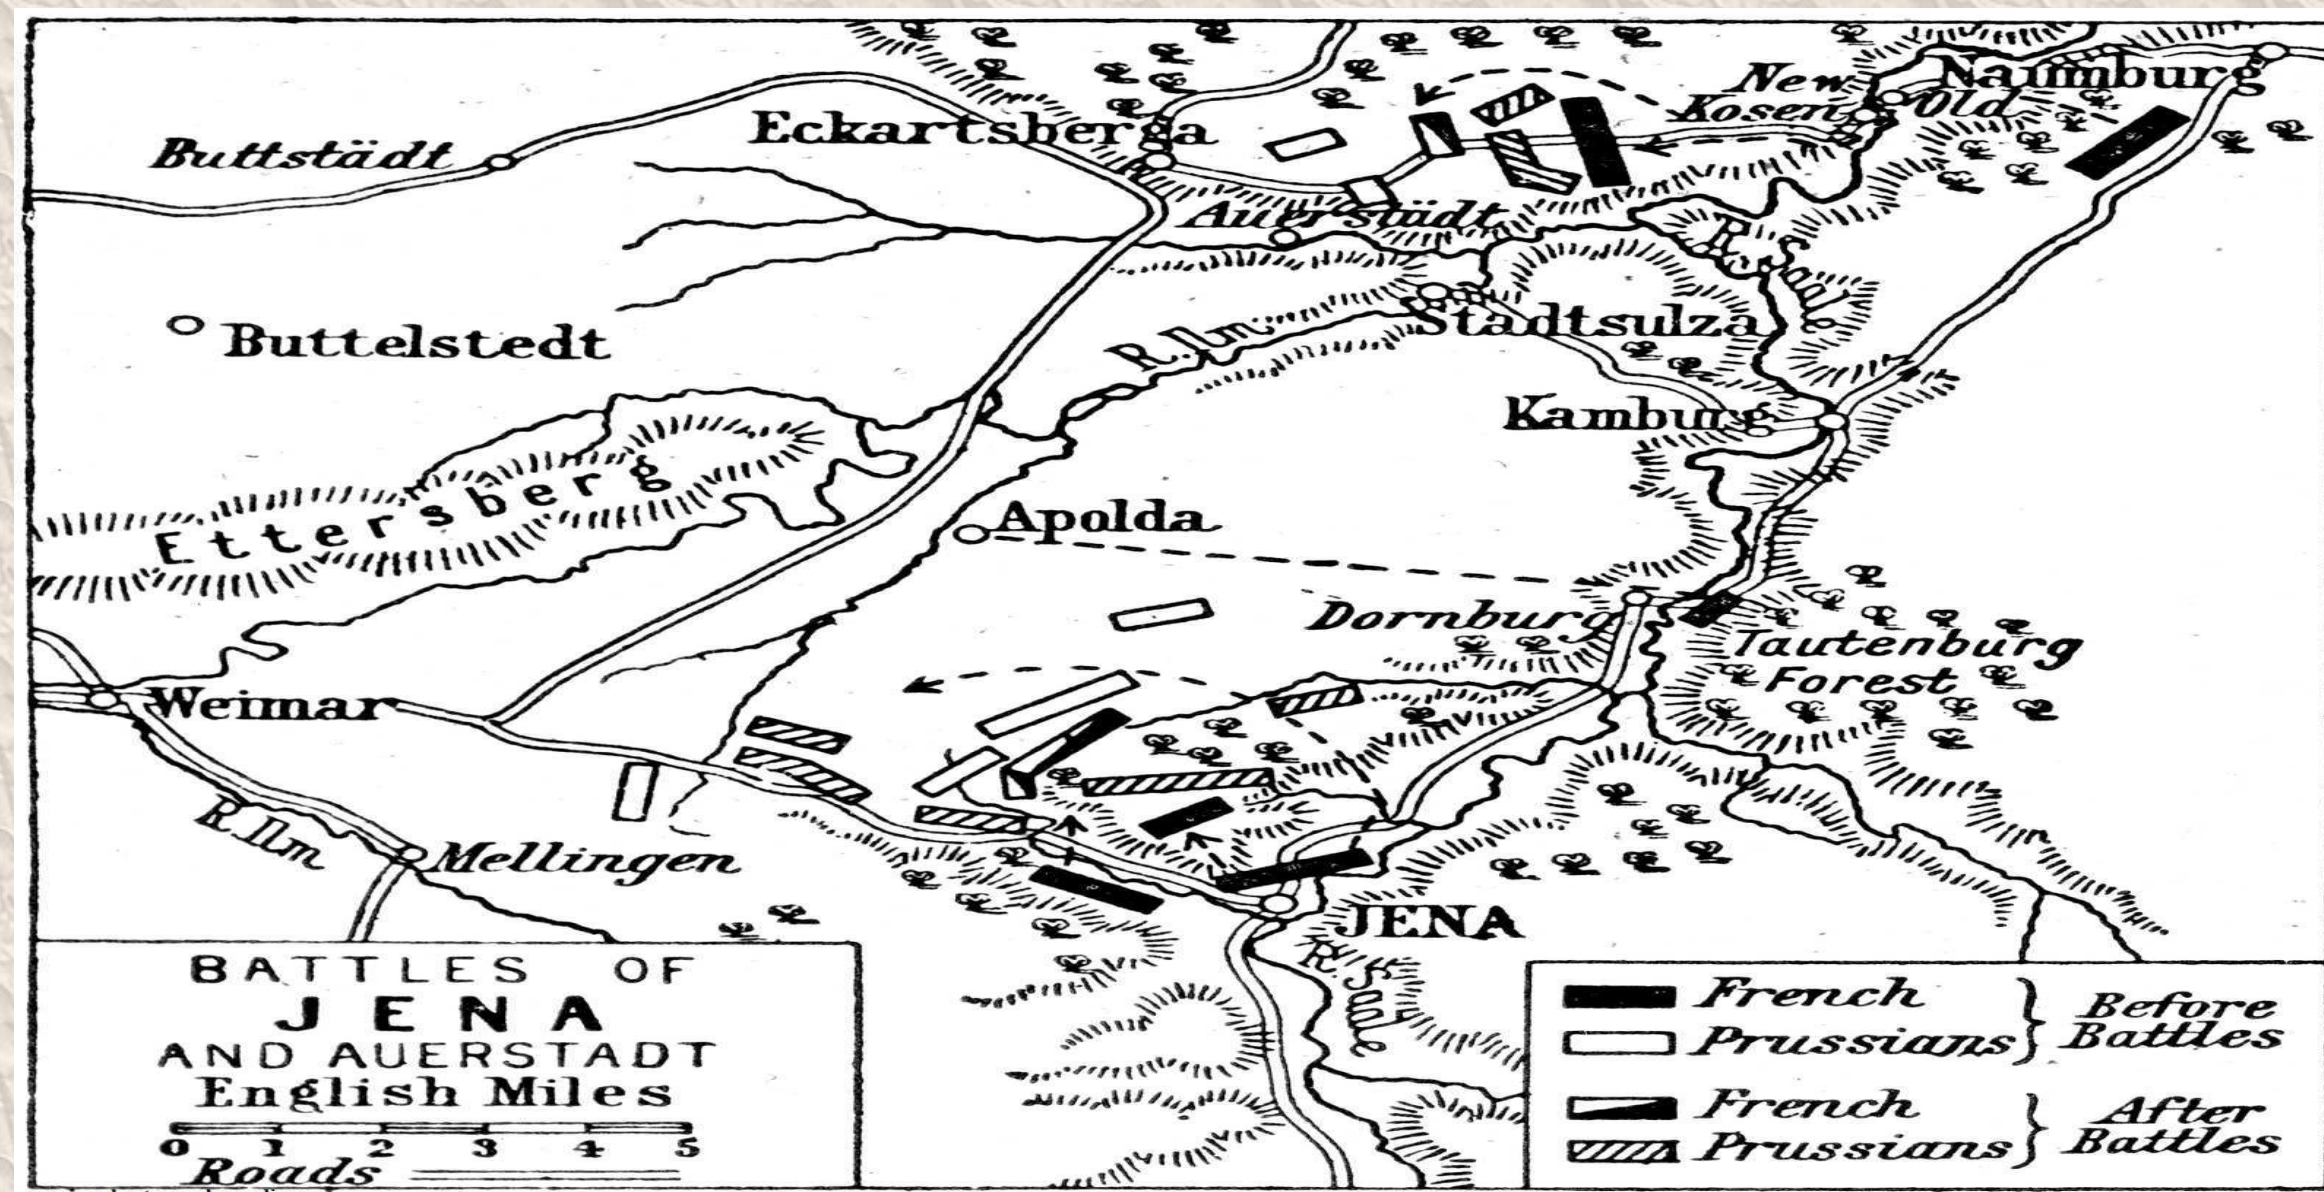 New
Naumburg
Kosen
Old
Eckartsberga
Buttstädt
Auerstädt
R. Saale
Buttelstedt
R. Ilm
Stadtsulza
Kamburg
Ettersberg
Apolda
Dornburg
Tautenburg
Forest
Weimar
R. Ilm
Mellingen
JENA
R. Saale
BATTLES OF
JENA
AND AUERSTADT
English Miles
0 1 2 3 4 5
Roads
French
Prussians
Before
Battles
French
Prussians
After
Battles